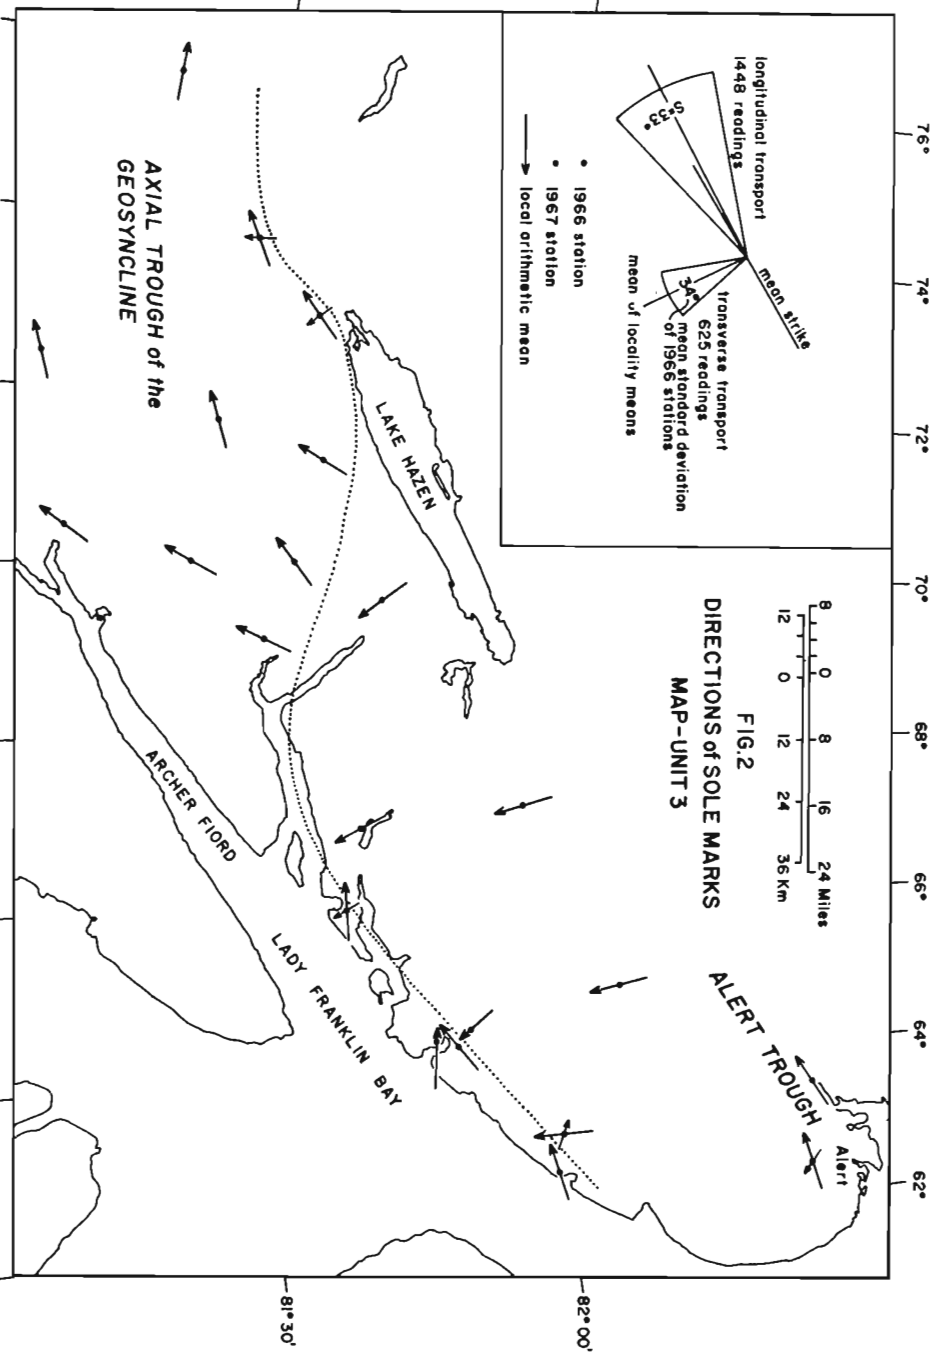 longitudinal transport
1448 readings
S=33°
mean strike
34°
transverse transport
625 readings
mean standard deviation
of 1966 stations
mean of locality means
• 1966 station
• 1967 station
local arithmetic mean
76°
74°
72°
70°
68°
66°
64°
62°
8 0 8 16 24 Miles
12 0 12 24 36 Km
FIG.2
DIRECTIONS of SOLE MARKS
MAP-UNIT 3
ALERT TROUGH
Alert
LAKE HAZEN
AXIAL TROUGH of the
GEOSYNCLINE
ARCHER FIORD
LADY FRANKLIN BAY
82°00'
81°30'